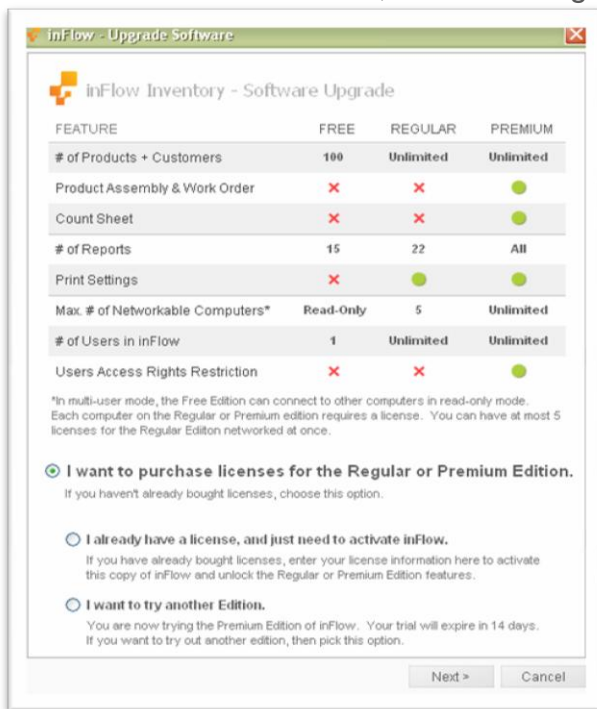 inFlow - Upgrade Software
inFlow Inventory - Software Upgrade
FEATURE FREE REGULAR PREMIUM
# of Products + Customers 100 Unlimited Unlimited
Product Assembly & Work Order
Count Sheet
# of Reports 15 22 All
Print Settings
Max. # of Networkable Computers* Read-Only 5 Unlimited
# of Users in inFlow 1 Unlimited Unlimited
Users Access Rights Restriction
*In multi-user mode, the Free Edition can connect to other computers in read-only mode.
Each computer on the Regular or Premium edition requires a license. You can have at most 5
licenses for the Regular Editon networked at once.
I want to purchase licenses for the Regular or Premium Edition.
If you haven't already bought licenses, choose this option.
I already have a license, and just need to activate inFlow.
If you have already bought licenses, enter your license information here to activate
this copy of inFlow and unlock the Regular or Premium Edition features.
I want to try another Edition.
You are now trying the Premium Edition of inFlow. Your trial will expire in 14 days.
If you want to try out another edition, then pick this option.
Next > Cancel